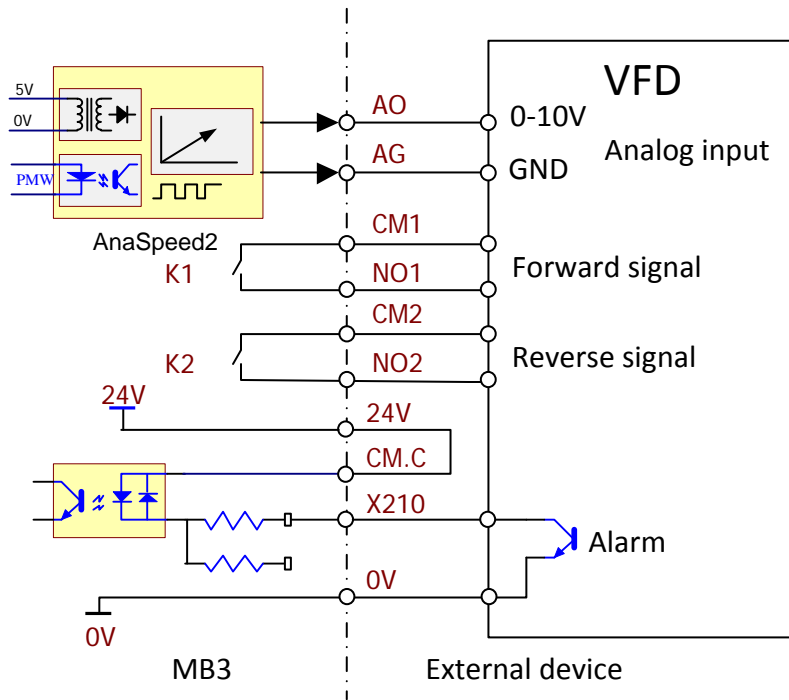 VFD
5V
0V
PMW
AnaSpeed2
AO
0-10V
Analog input
AG
GND
CM1
K1
NO1
Forward signal
CM2
K2
NO2
Reverse signal
24V
24V
CM.C
X210
Alarm
0V
0V
MB3
External device